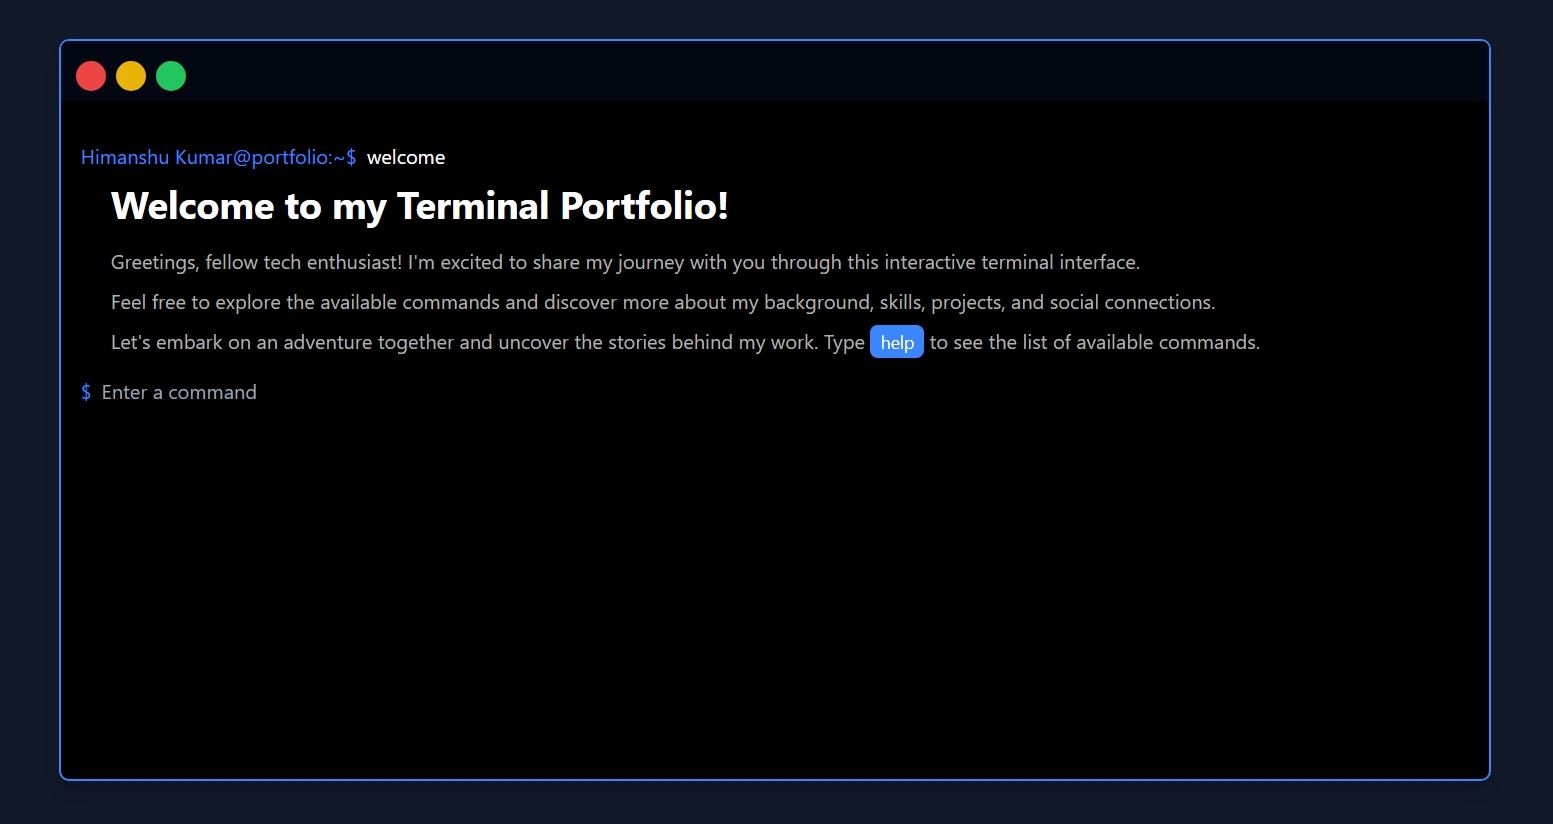 Himanshu Kumar@portfolio:~$ welcome
Welcome to my Terminal Portfolio!
Greetings, fellow tech enthusiast! I'm excited to share my journey with you through this interactive terminal interface.
Feel free to explore the available commands and discover more about my background, skills, projects, and social connections.
Let's embark on an adventure together and uncover the stories behind my work. Type help to see the list of available commands.
$ Enter a command